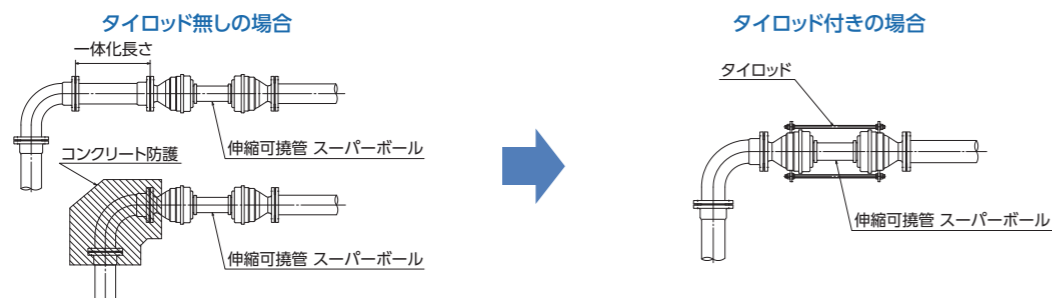 タイロッド無しの場合
一体化長さ
伸縮可撓管 スーパーボール
コンクリート防護
伸縮可撓管 スーパーボール
タイロッド付きの場合
タイロッド
伸縮可撓管 スーパーボール